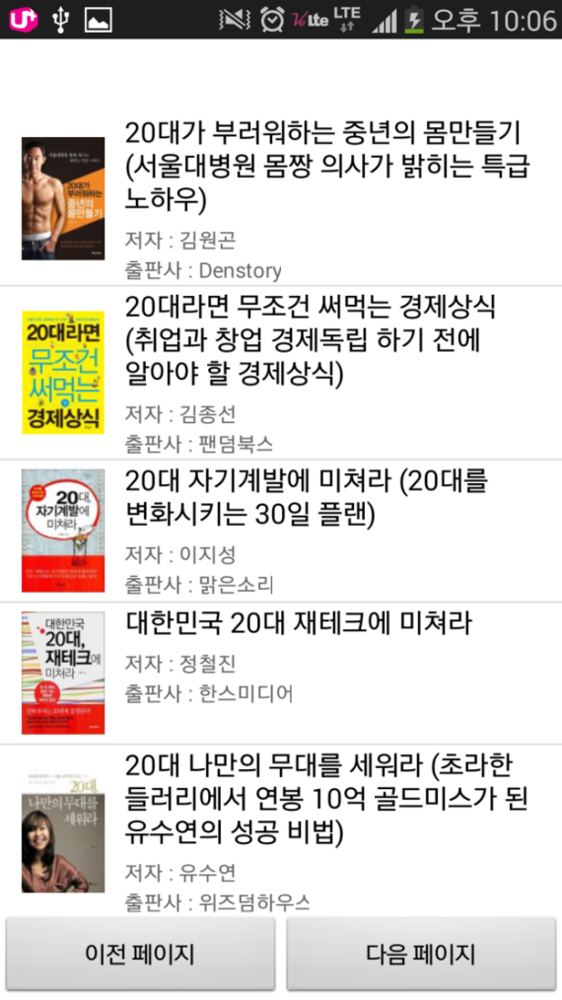 U+ VoLTE LTE 오후 10:06
서울대병원 몸짱 의사가
20대가
부러워하는
중년의
몸만들기
20대가 부러워하는 중년의 몸만들기
(서울대병원 몸짱 의사가 밝히는 특급
노하우)
저자 : 김원곤
출판사 : Denstory
20대라면
무조건
써먹는
경제상식
20대라면 무조건 써먹는 경제상식
(취업과 창업 경제독립 하기 전에
알아야 할 경제상식)
저자 : 김종선
출판사 : 팬덤북스
20대,
자기계발에
미쳐라
20대 자기계발에 미쳐라 (20대를
변화시키는 30일 플랜)
저자 : 이지성
출판사 : 맑은소리
대한민국
20대,
재테크에
미쳐라
대한민국 20대 재테크에 미쳐라
저자 : 정철진
출판사 : 한스미디어
20대,
나만의 무대를
세워라
20대 나만의 무대를 세워라 (초라한
들러리에서 연봉 10억 골드미스가 된
유수연의 성공 비법)
저자 : 유수연
출판사 : 위즈덤하우스
이전 페이지
다음 페이지